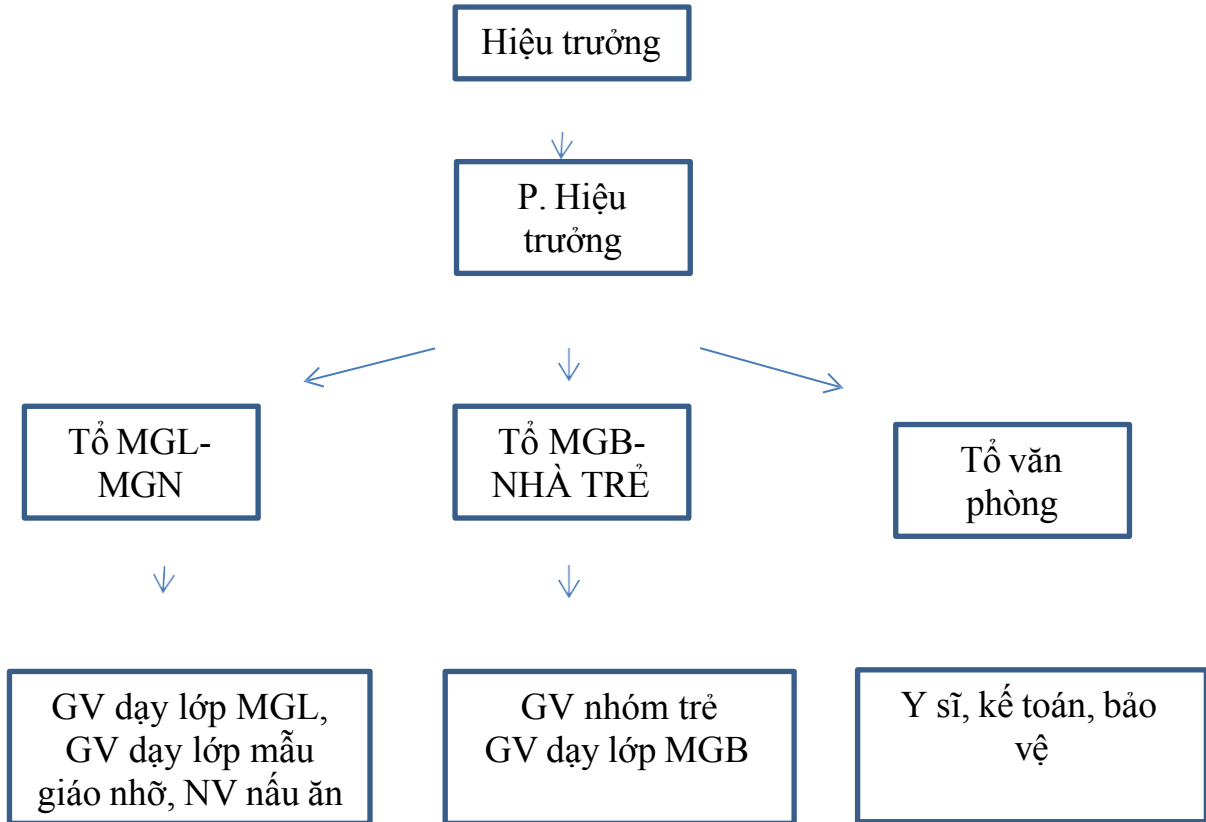 Hiệu trưởng
P. Hiệu
trưởng
Tổ MGL-
MGN
Tổ MGB-
NHÀ TRẺ
Tổ văn
phòng
GV dạy lớp MGL,
GV dạy lớp mẫu
giáo nhỡ, NV nấu ăn
GV nhóm trẻ
GV dạy lớp MGB
Y sĩ, kế toán, bảo
vệ